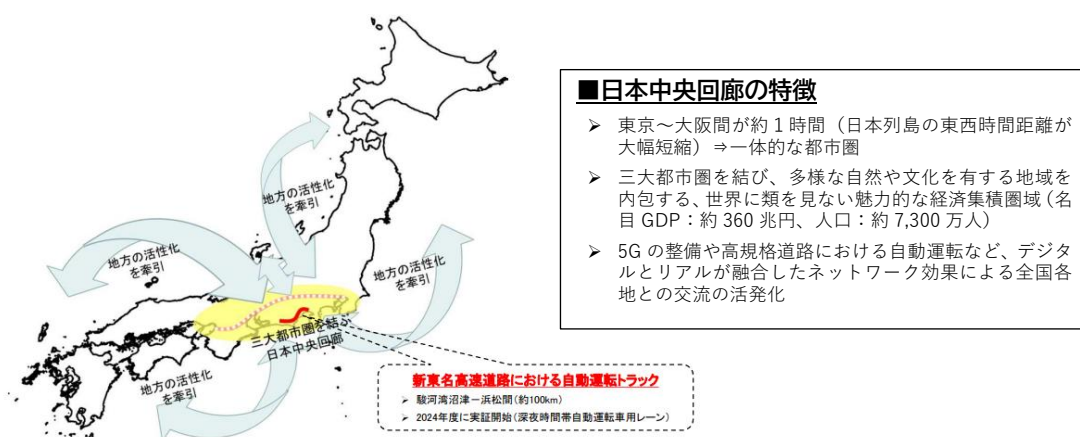 ■日本中央回廊の特徴
➢ 東京～大阪間が約１時間（日本列島の東西時間距離が
大幅短縮）⇒一体的な都市圏
➢ 三大都市圏を結び、多様な自然や文化を有する地域を
内包する、世界に類を見ない魅力的な経済集積圏域（名
目 GDP：約 360 兆円、人口：約 7,300 万人）
➢ 5G の整備や高規格道路における自動運転など、デジタ
ルとリアルが融合したネットワーク効果による全国各
地との交流の活発化
地方の活性化
を牽引
地方の活性化
を牽引
地方の活性化
を牽引
三大都市圏を結ぶ
日本中央回廊
地方の活性化
を牽引
新東名高速道路における自動運転トラック
➢ 駿河湾沼津－浜松間(約100km)
➢ 2024年度に実証開始(深夜時間帯自動運転車用レーン)